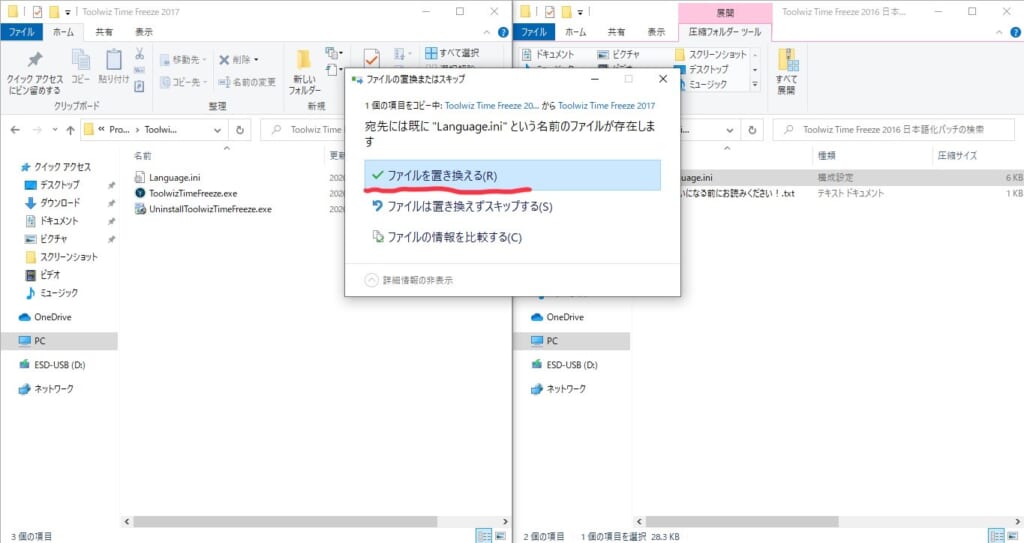 Toolwiz Time Freeze 2017
ファイル
ホーム
共有
表示
クイック アクセス
にピン留めする
コピー
貼り付け
クリップボード
移動先
コピー先
削除
名前の変更
整理
新しい
フォルダー
新規
すべて選択
Pro...
Toolwi...
Toolwiz Time
名前
更新
Language.ini
ToolwizTimeFreeze.exe
UninstallToolwizTimeFreeze.exe
クイック アクセス
デスクトップ
ダウンロード
ドキュメント
ピクチャ
スクリーンショット
ビデオ
ミュージック
OneDrive
PC
ESD-USB (D:)
ネットワーク
3 個の項目
ファイルの置換またはスキップ
1 個の項目をコピー中: Toolwiz Time Freeze 20... から Toolwiz Time Freeze 2017
宛先には既に "Language.ini" という名前のファイルが存在しま
す
ファイルを置き換える(R)
ファイルは置き換えずスキップする(S)
ファイルの情報を比較する(C)
詳細情報の非表示
展開
Toolwiz Time Freeze 2016 日本...
ファイル
ホーム
共有
表示
圧縮フォルダー ツール
ドキュメント
ピクチャ
スクリーンショット
デスクトップ
ダウンロード
すべて
展開
Toolwiz Time Freeze 2016 日本語化パッチの検索
種類
圧縮サイズ
uage.ini
構成設定
6 KB
いになる前にお読みください！.txt
テキスト ドキュメント
1 KB
ミュージック
OneDrive
PC
ESD-USB (D:)
ネットワーク
2 個の項目
1 個の項目を選択 28.3 KB